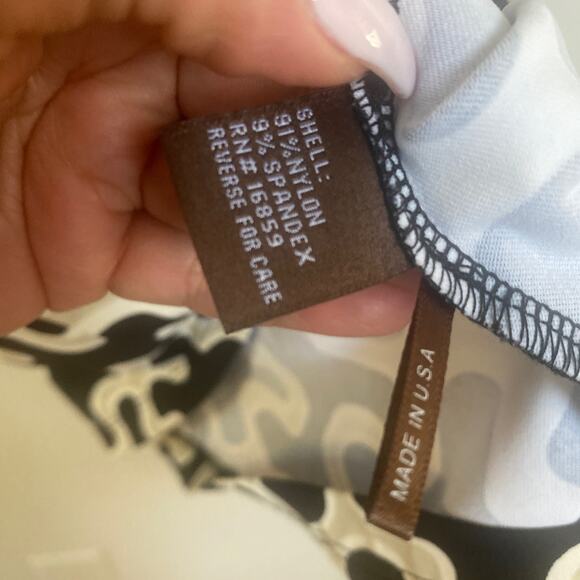 SHELL:
91%NYLON
9% SPANDEX
RN# 16859
REVERSE FOR CARE
MADE IN U.S.A